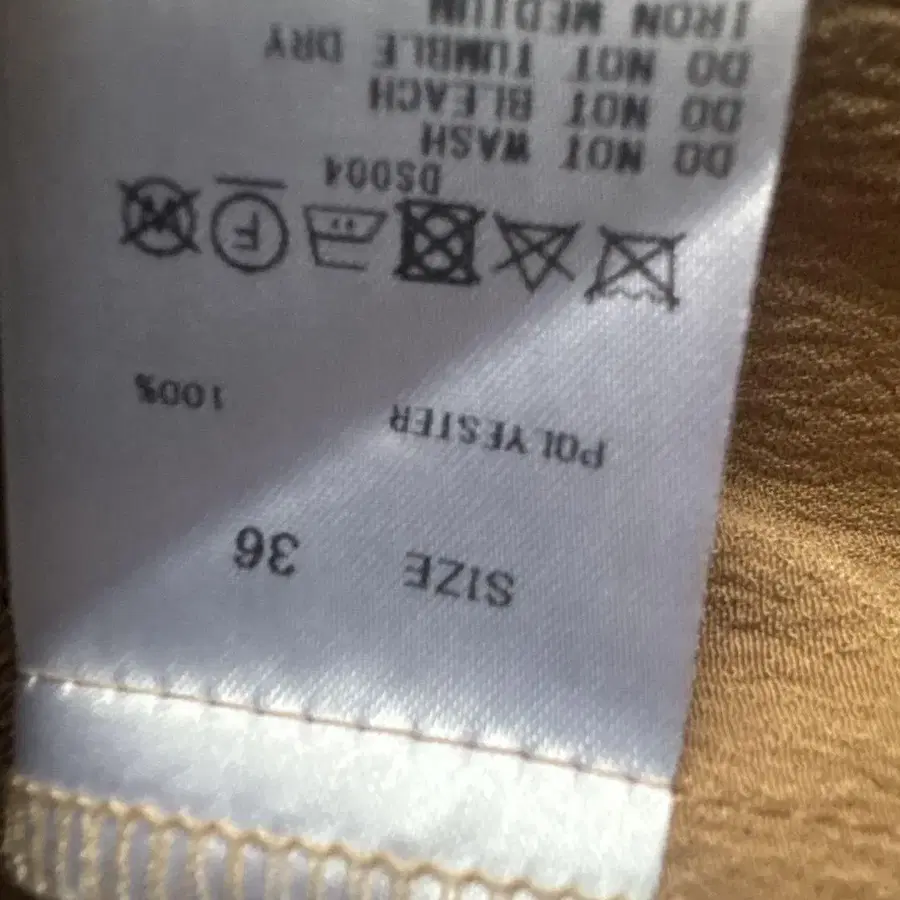 SIZE 36
POLYESTER 100%
DS004
DO NOT WASH
DO NOT BLEACH
DO NOT TUMBLE DRY
IRON MEDIUM